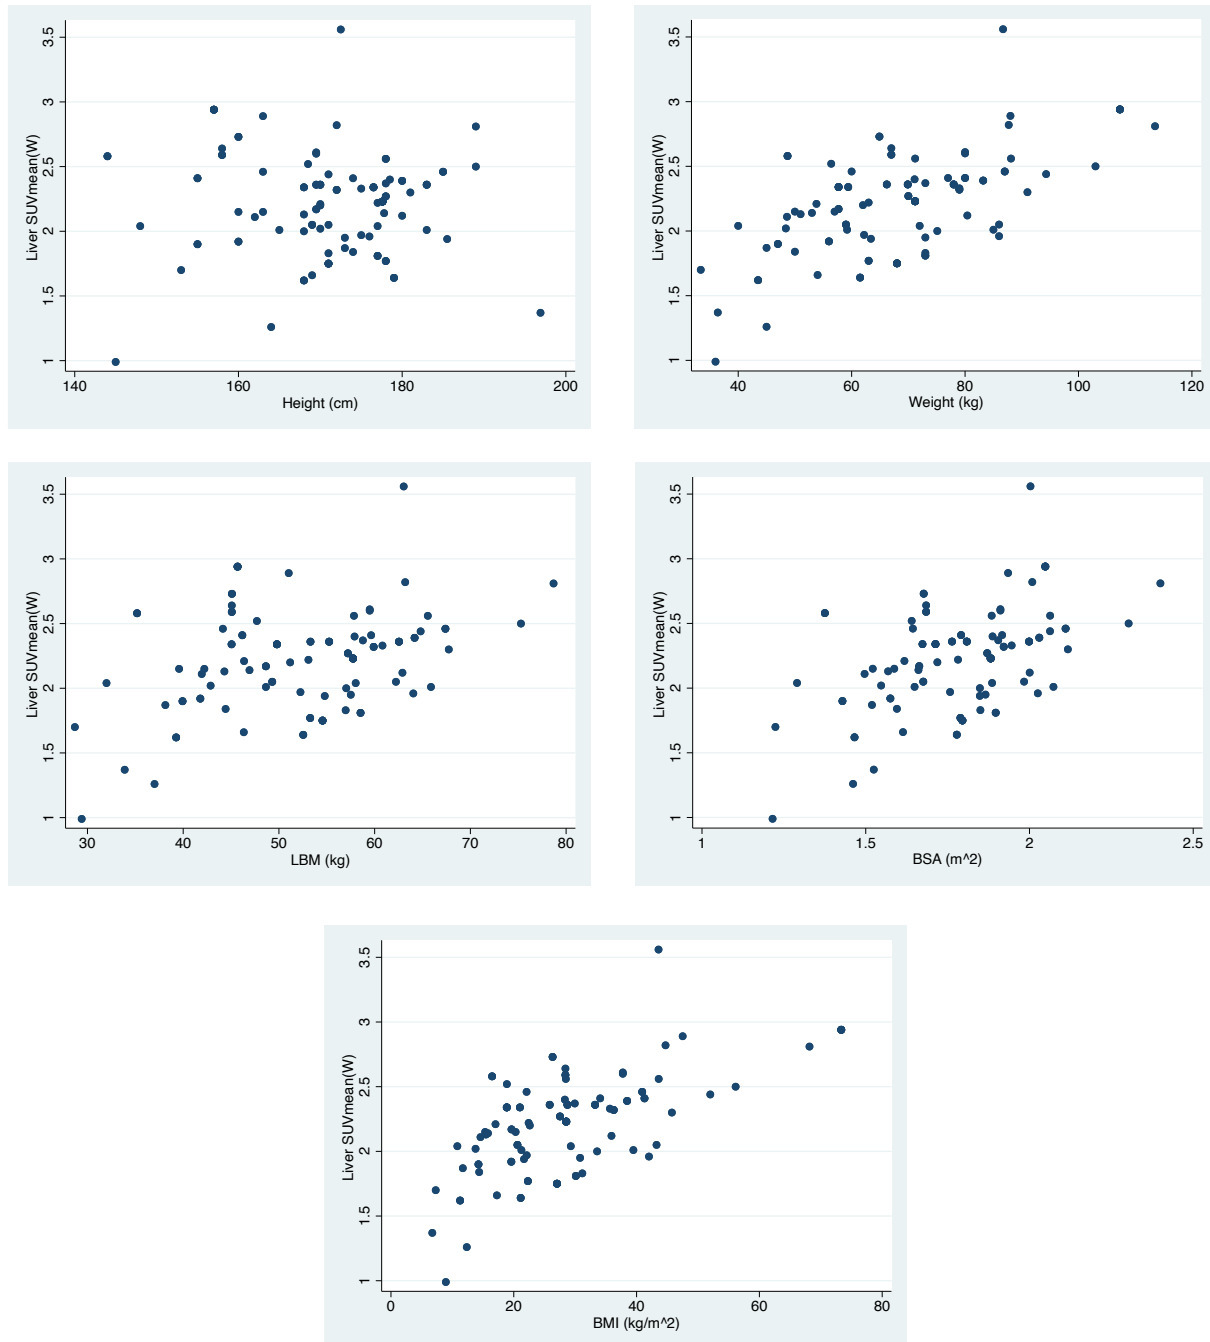 Liver SUVmean(W)
3.5
3
2.5
2
1.5
1
140 160 180 200
Height (cm)
Liver SUVmean(W)
3.5
3
2.5
2
1.5
1
40 60 80 100 120
Weight (kg)
Liver SUVmean(W)
3.5
3
2.5
2
1.5
1
30 40 50 60 70 80
LBM (kg)
Liver SUVmean(W)
3.5
3
2.5
2
1.5
1
1 1.5 2 2.5
BSA (m^2)
Liver SUVmean(W)
3.5
3
2.5
2
1.5
1
0 20 40 60 80
BMI (kg/m^2)